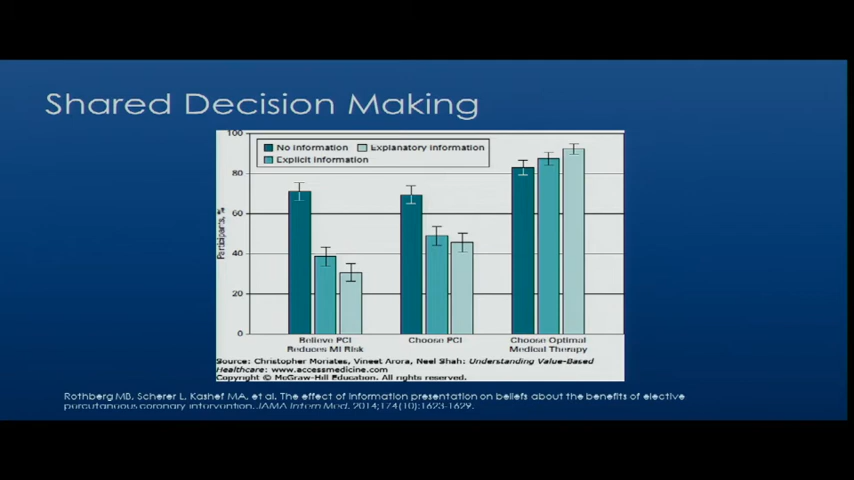 Shared Decision Making
100
No information
Explanatory information
Explicit information
80
60
40
20
0
Participants, %
Believe PCI
Reduces MI Risk
Choose PCI
Choose Optimal
Medical Therapy
Source: Christopher Moriates, Vineet Arora, Neel Shah: Understanding Value-Based
Healthcare: www.accessmedicine.com
Copyright © McGraw-Hill Education. All rights reserved.
Rothberg MB, Scherer L, Kashef MA, et al. The effect of information presentation on beliefs about the benefits of elective
percutaneous coronary intervention. JAMA Intern Med. 2014;174(10):1623-1629.